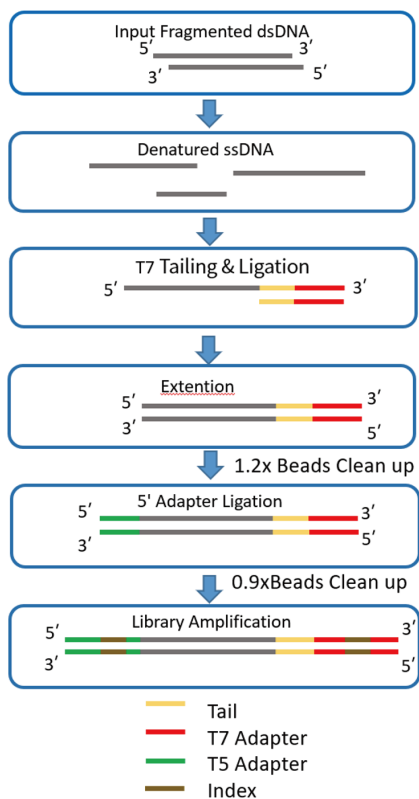 Input Fragmented dsDNA
5′ 3′
3′ 5′
Denatured ssDNA
T7 Tailing & Ligation
5′ 3′
Extention
5′ 3′
3′ 5′
1.2x Beads Clean up
5' Adapter Ligation
5′ 3′
3′ 5′
0.9xBeads Clean up
Library Amplification
5′ 3′
3′ 5′
Tail
T7 Adapter
T5 Adapter
Index